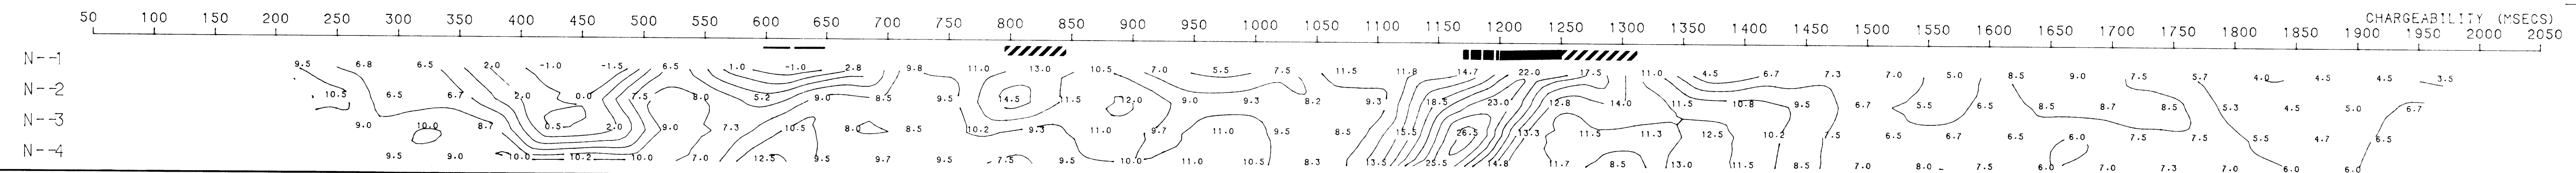 CHARGEABILITY (MSECS)
50 100 150 200 250 300 350 400 450 500 550 600 650 700 750 800 850 900 950 1000 1050 1100 1150 1200 1250 1300 1350 1400 1450 1500 1550 1600 1650 1700 1750 1800 1850 1900 1950 2000 2050
N--1 9.5 6.8 6.5 2.0 -1.0 -1.5 6.5 1.0 -1.0 2.8 9.8 11.0 13.0 10.5 7.0 5.5 7.5 11.5 11.8 14.7 22.0 17.5 11.0 4.5 6.7 7.3 7.0 5.0 8.5 9.0 7.5 5.7 4.0 4.5 4.5 3.5
N--2 10.5 6.5 6.7 2.0 0.0 7.5 8.0 5.2 9.0 8.5 9.5 14.5 11.5 12.0 9.0 9.3 8.2 9.3 18.5 23.0 12.8 14.0 11.5 10.8 9.5 6.7 5.5 6.5 8.5 8.7 8.5 5.3 4.5 5.0 6.7
N--3 9.0 10.0 8.7 0.5 2.0 9.0 7.3 10.5 8.0 8.5 10.2 9.3 11.0 9.7 11.0 9.5 8.5 15.5 26.5 13.3 11.5 11.3 12.5 10.2 7.5 6.5 6.7 6.5 6.0 7.5 7.5 5.5 4.7 6.5
N--4 9.5 9.0 10.0 10.2 10.0 7.0 12.5 9.5 9.7 9.5 7.5 9.5 10.0 11.0 10.5 8.3 13.5 25.5 14.8 11.7 8.5 13.0 11.5 8.5 7.0 8.0 7.5 6.0 7.0 7.3 7.0 6.0 6.0